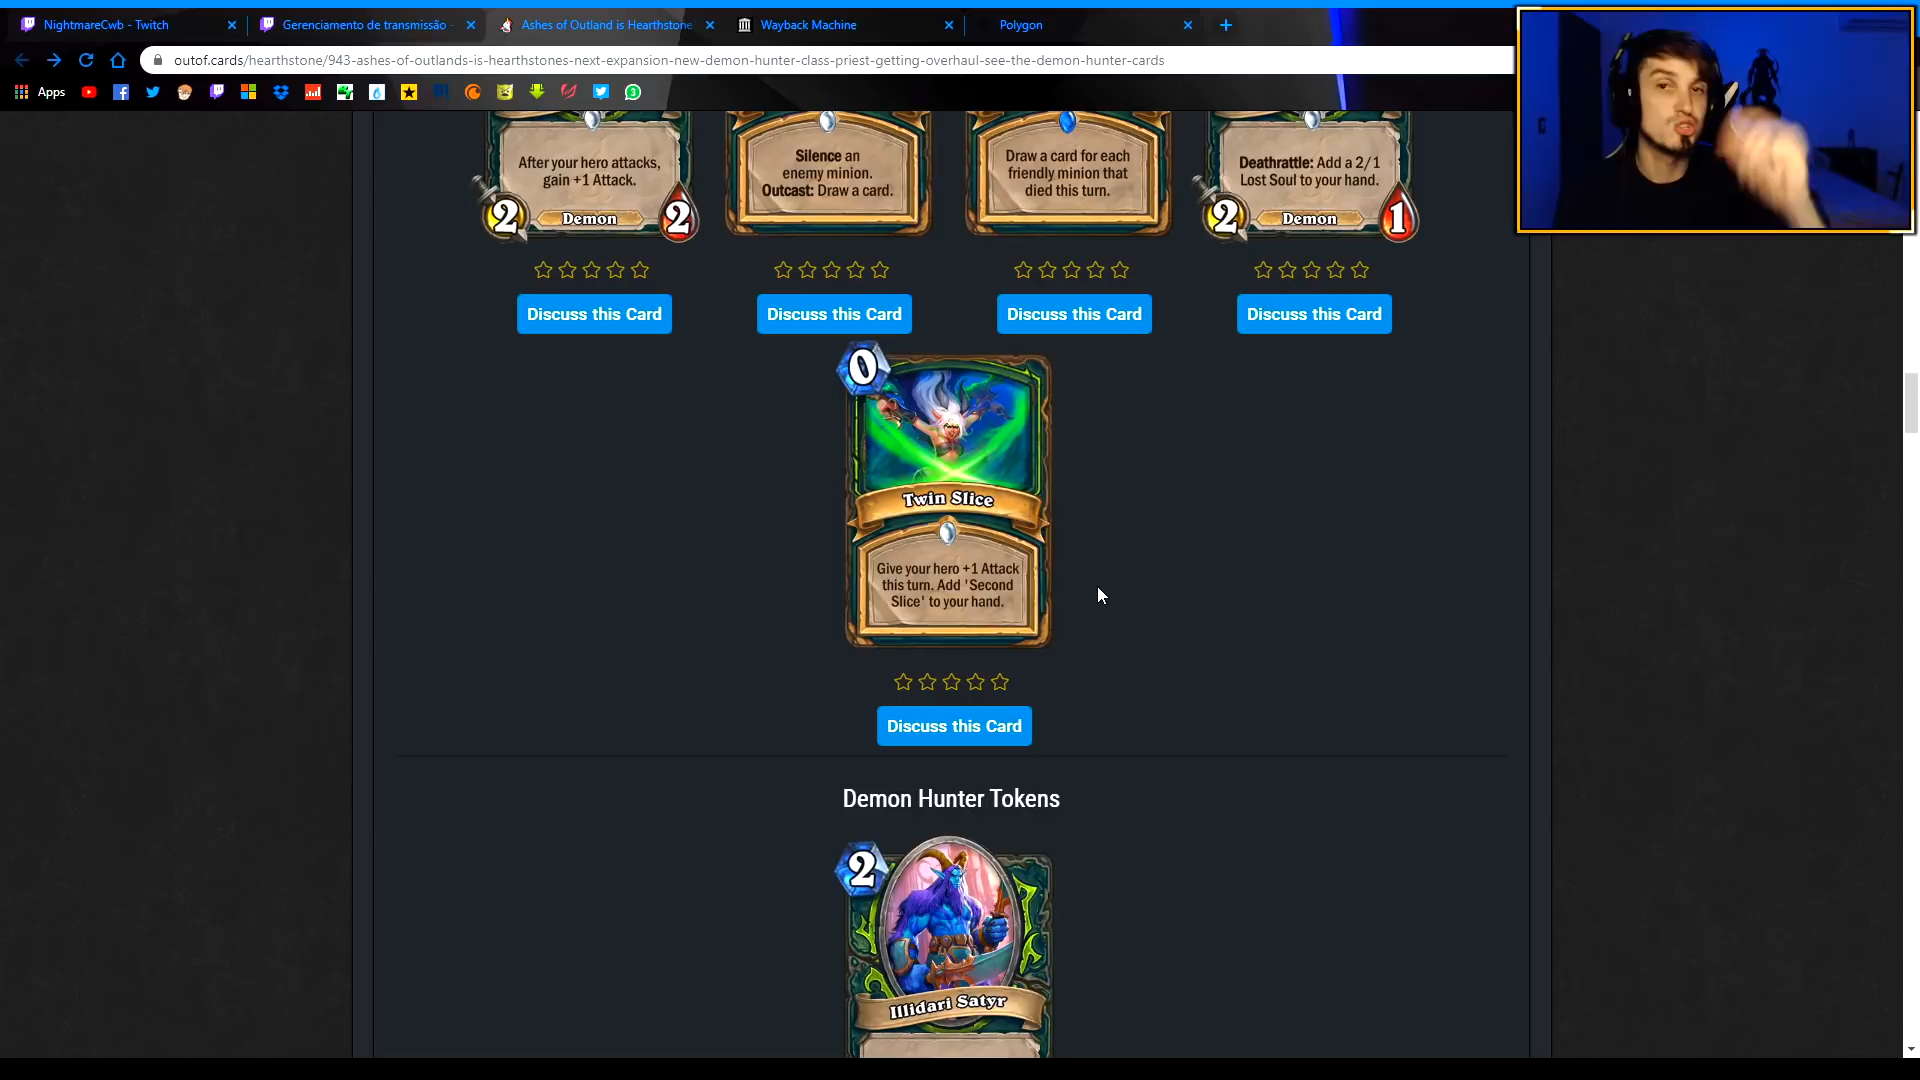 NightmareCwb - Twitch
Gerenciamento de transmissão -
Ashes of Outland is Hearthstone
Wayback Machine
Polygon
outof.cards/hearthstone/943-ashes-of-outlands-is-hearthstones-next-expansion-new-demon-hunter-class-priest-getting-overhaul-see-the-demon-hunter-cards
Apps
3
After your hero attacks,
gain +1 Attack.
2 Demon 2
Silence an
enemy minion.
Outcast: Draw a card.
Draw a card for each
friendly minion that
died this turn.
Deathrattle: Add a 2/1
Lost Soul to your hand.
2 Demon 1
Discuss this Card
Discuss this Card
Discuss this Card
Discuss this Card
0
Twin Slice
Give your hero +1 Attack
this turn. Add 'Second
Slice' to your hand.
Discuss this Card
Demon Hunter Tokens
2
Illidari Satyr